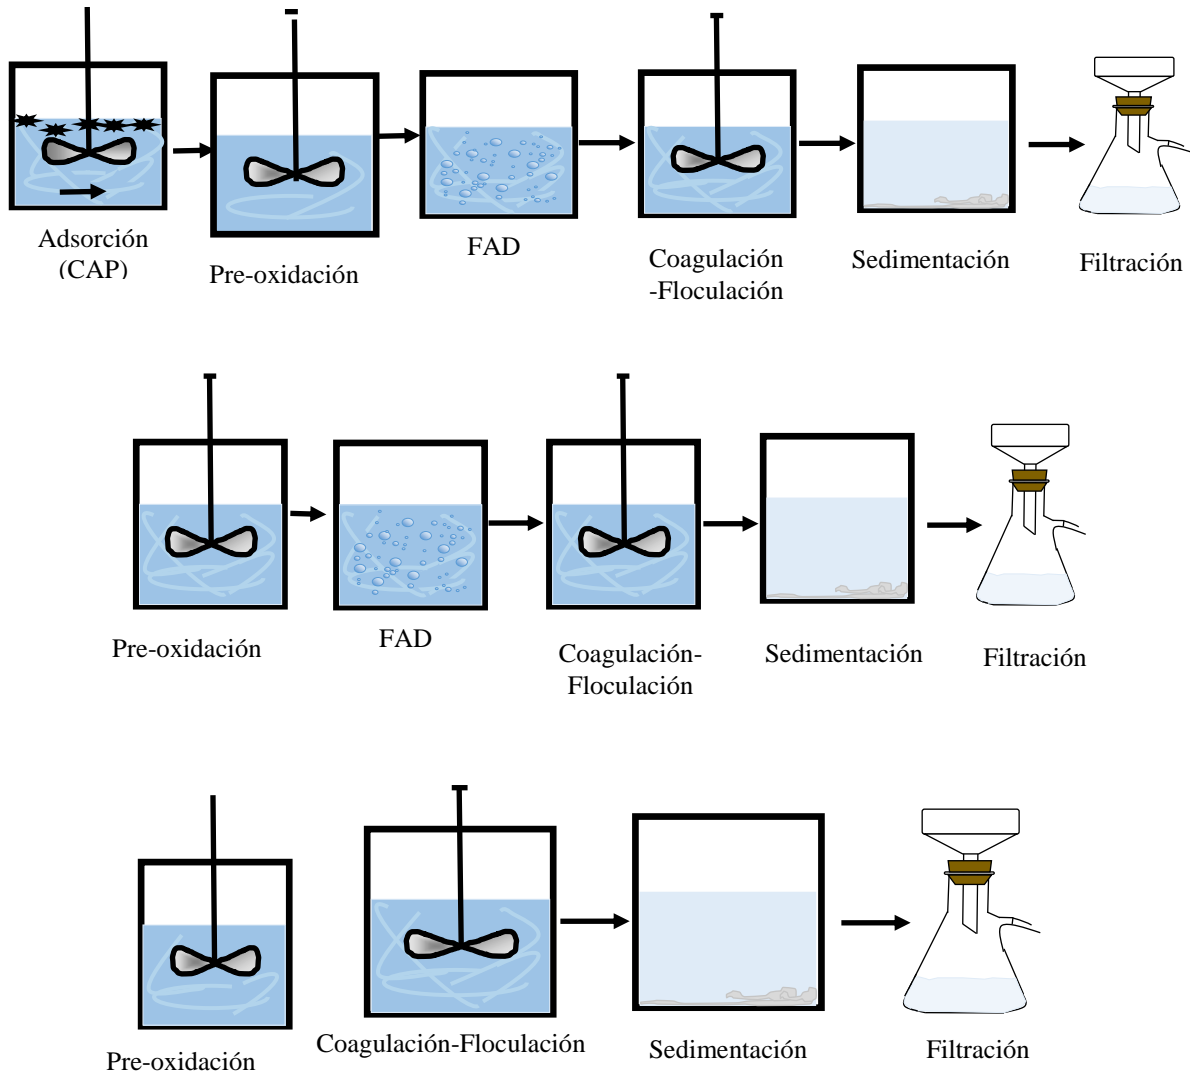 Adsorción
(CAP)
Pre-oxidación
FAD
Coagulación
-Floculación
Sedimentación
Filtración
Pre-oxidación
FAD
Coagulación-
Floculación
Sedimentación
Filtración
Pre-oxidación
Coagulación-Floculación
Sedimentación
Filtración